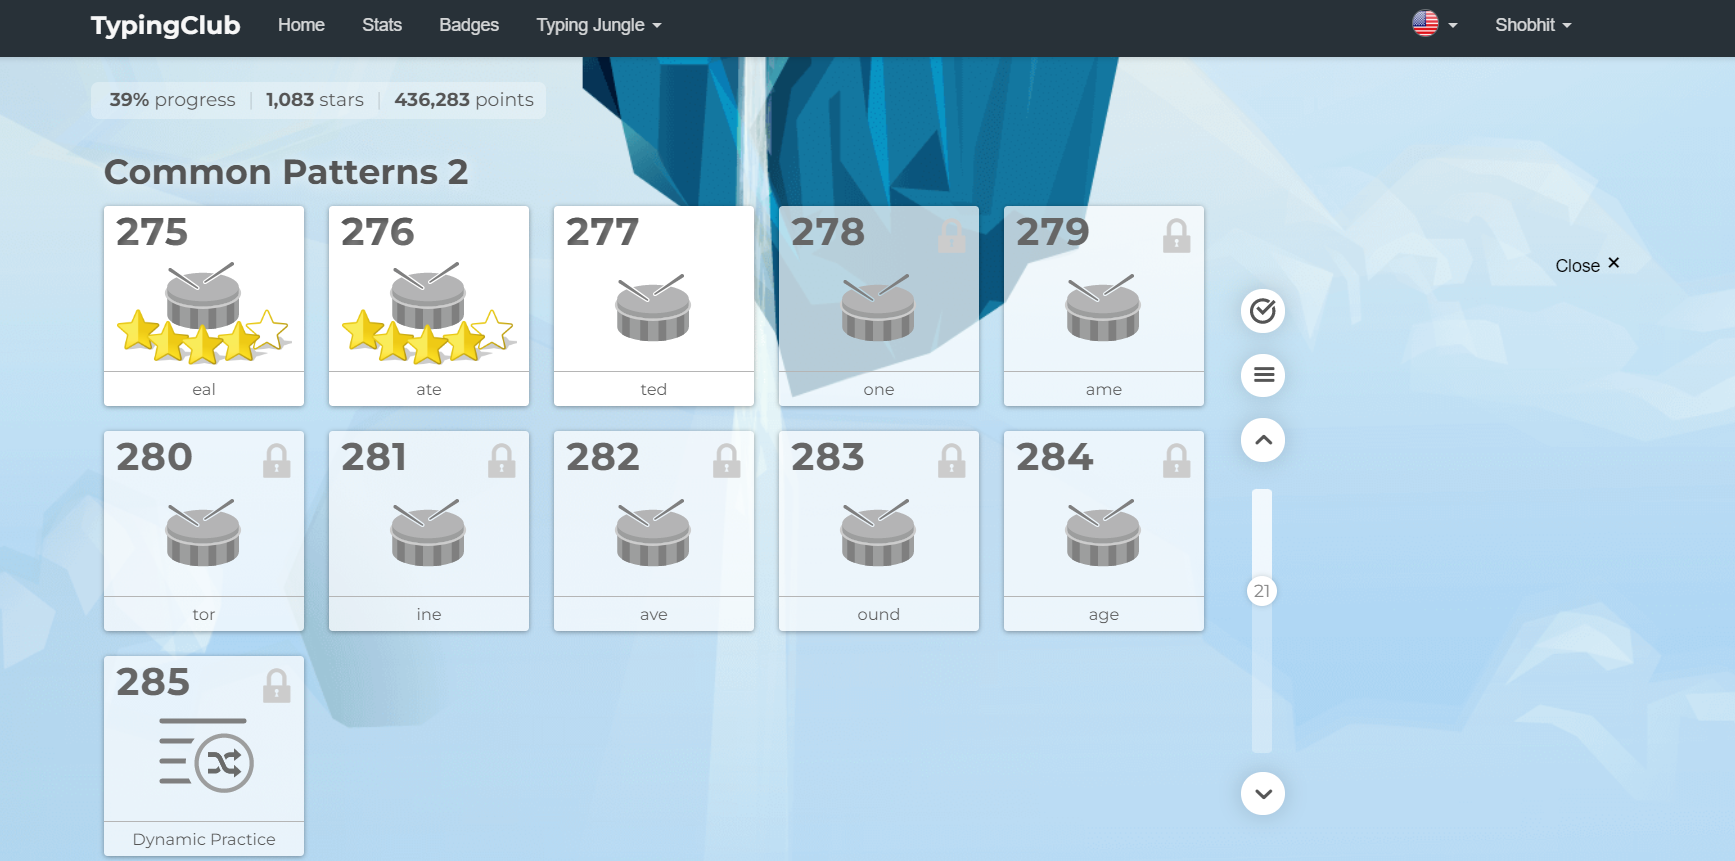 TypingClub Home Stats Badges Typing Jungle Shobhit
39% progress 1,083 stars 436,283 points
Common Patterns 2
275 276 277 278 279
Close ×
eal ate ted one ame
280 281 282 283 284
21
tor ine ave ound age
285
Dynamic Practice